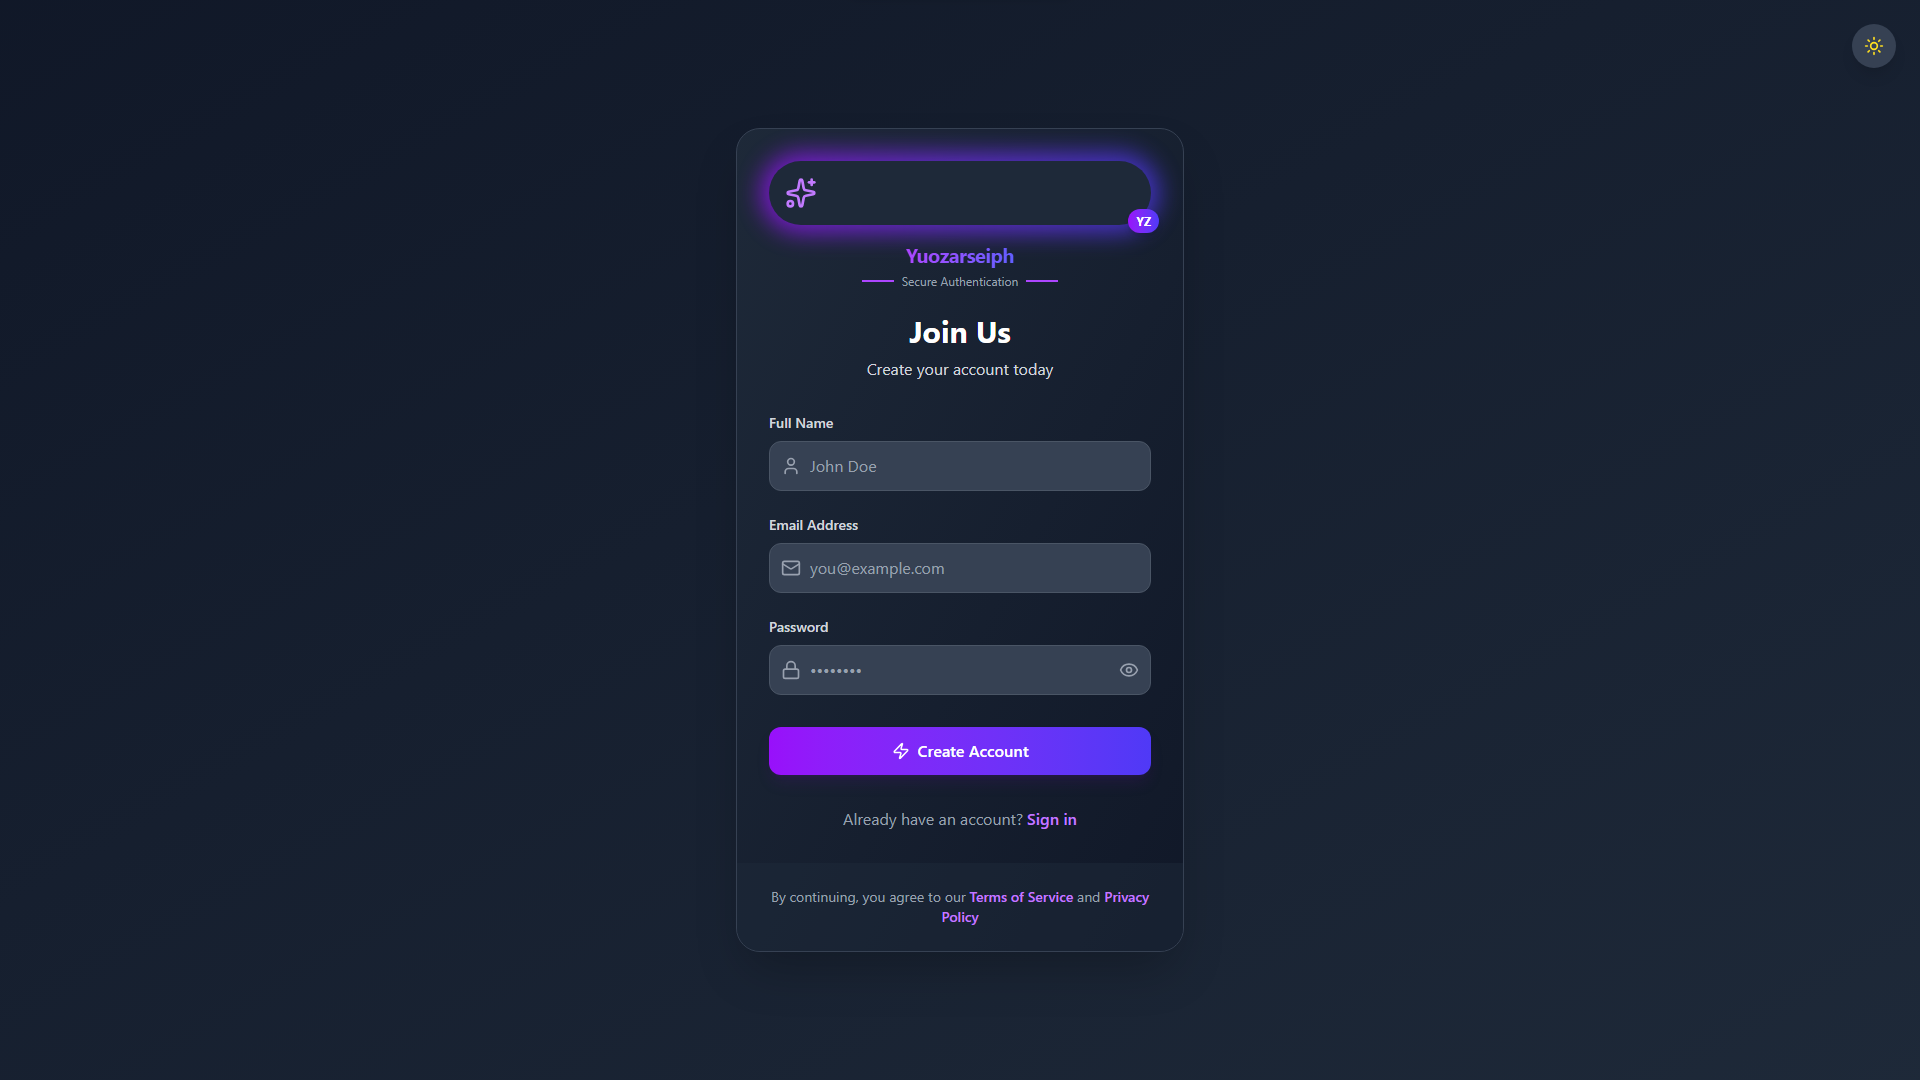 YZ
Yuozarseiph
Secure Authentication
Join Us
Create your account today
Full Name
John Doe
Email Address
you@example.com
Password
••••••••
Create Account
Already have an account? Sign in
By continuing, you agree to our Terms of Service and Privacy
Policy